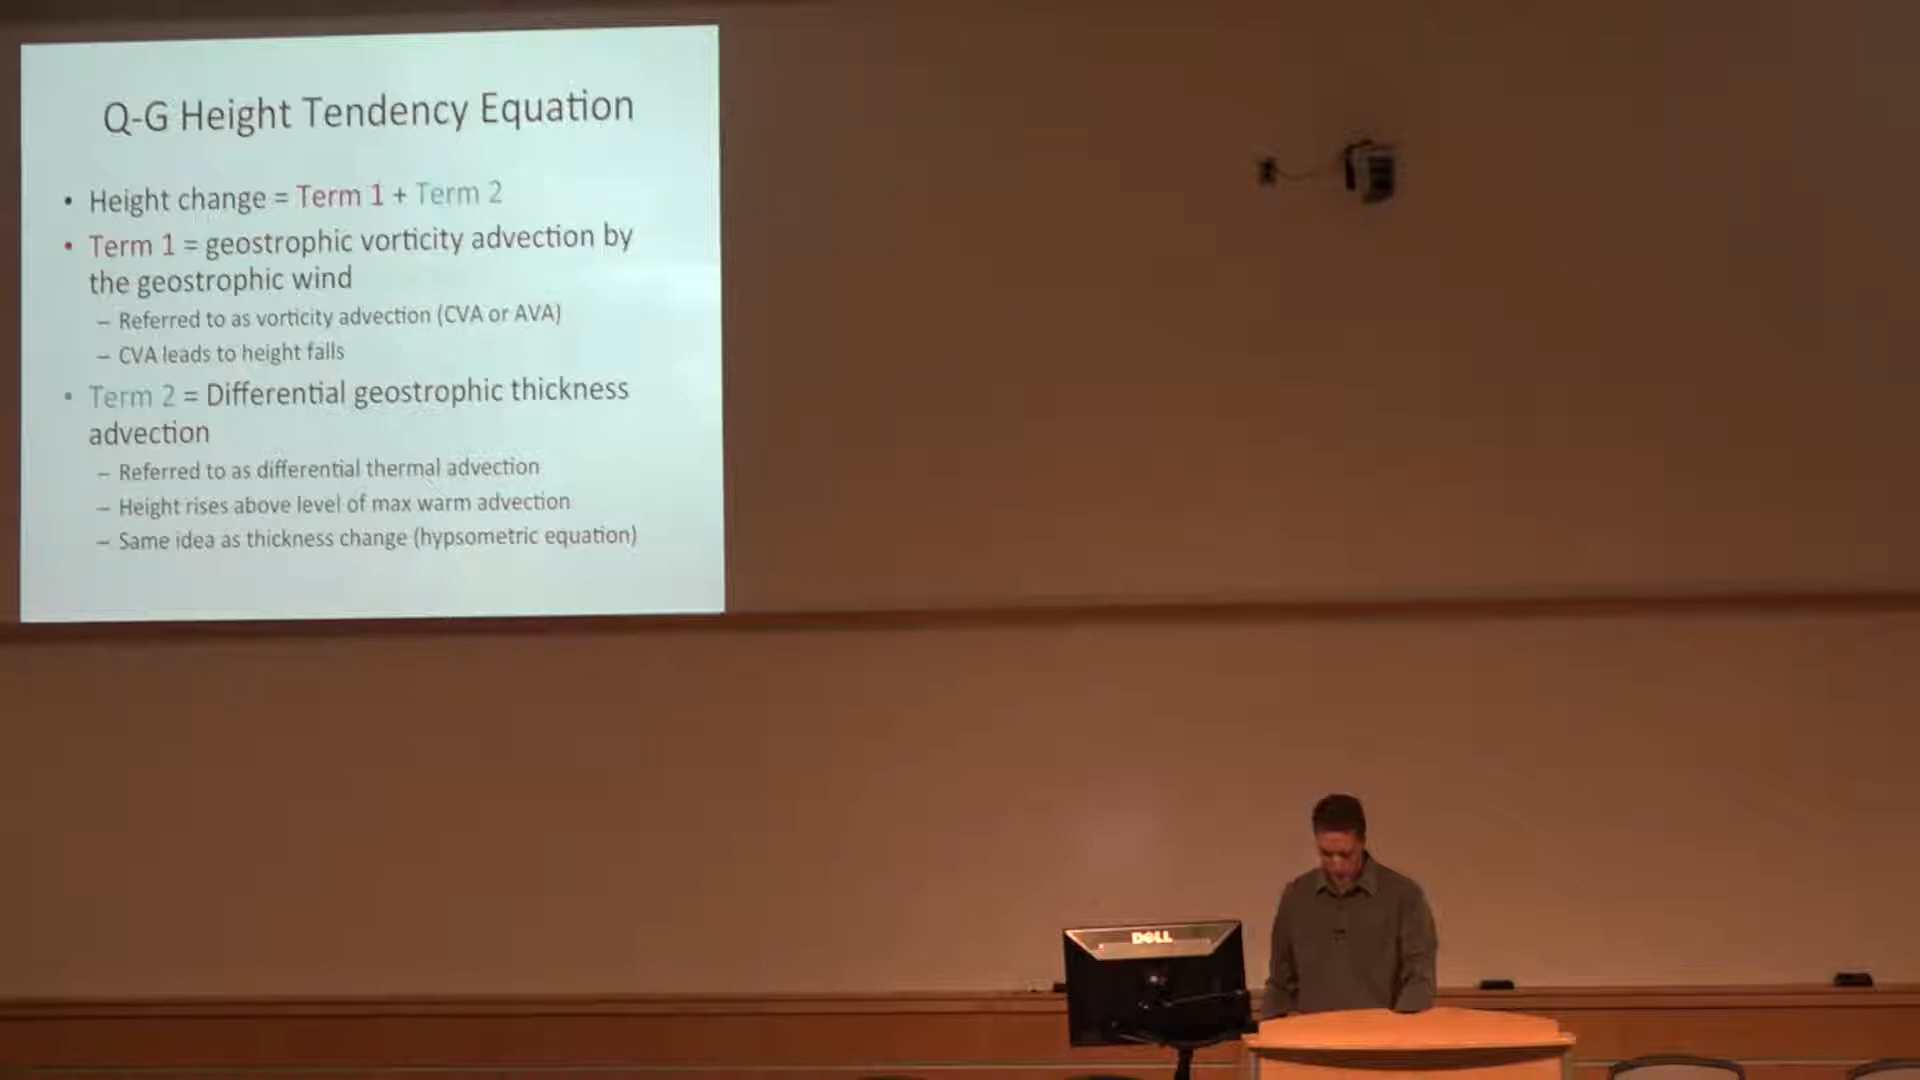 Q-G Height Tendency Equation
• Height change = Term 1 + Term 2
• Term 1 = geostrophic vorticity advection by
the geostrophic wind
– Referred to as vorticity advection (CVA or AVA)
– CVA leads to height falls
• Term 2 = Differential geostrophic thickness
advection
– Referred to as differential thermal advection
– Height rises above level of max warm advection
– Same idea as thickness change (hypsometric equation)
DELL